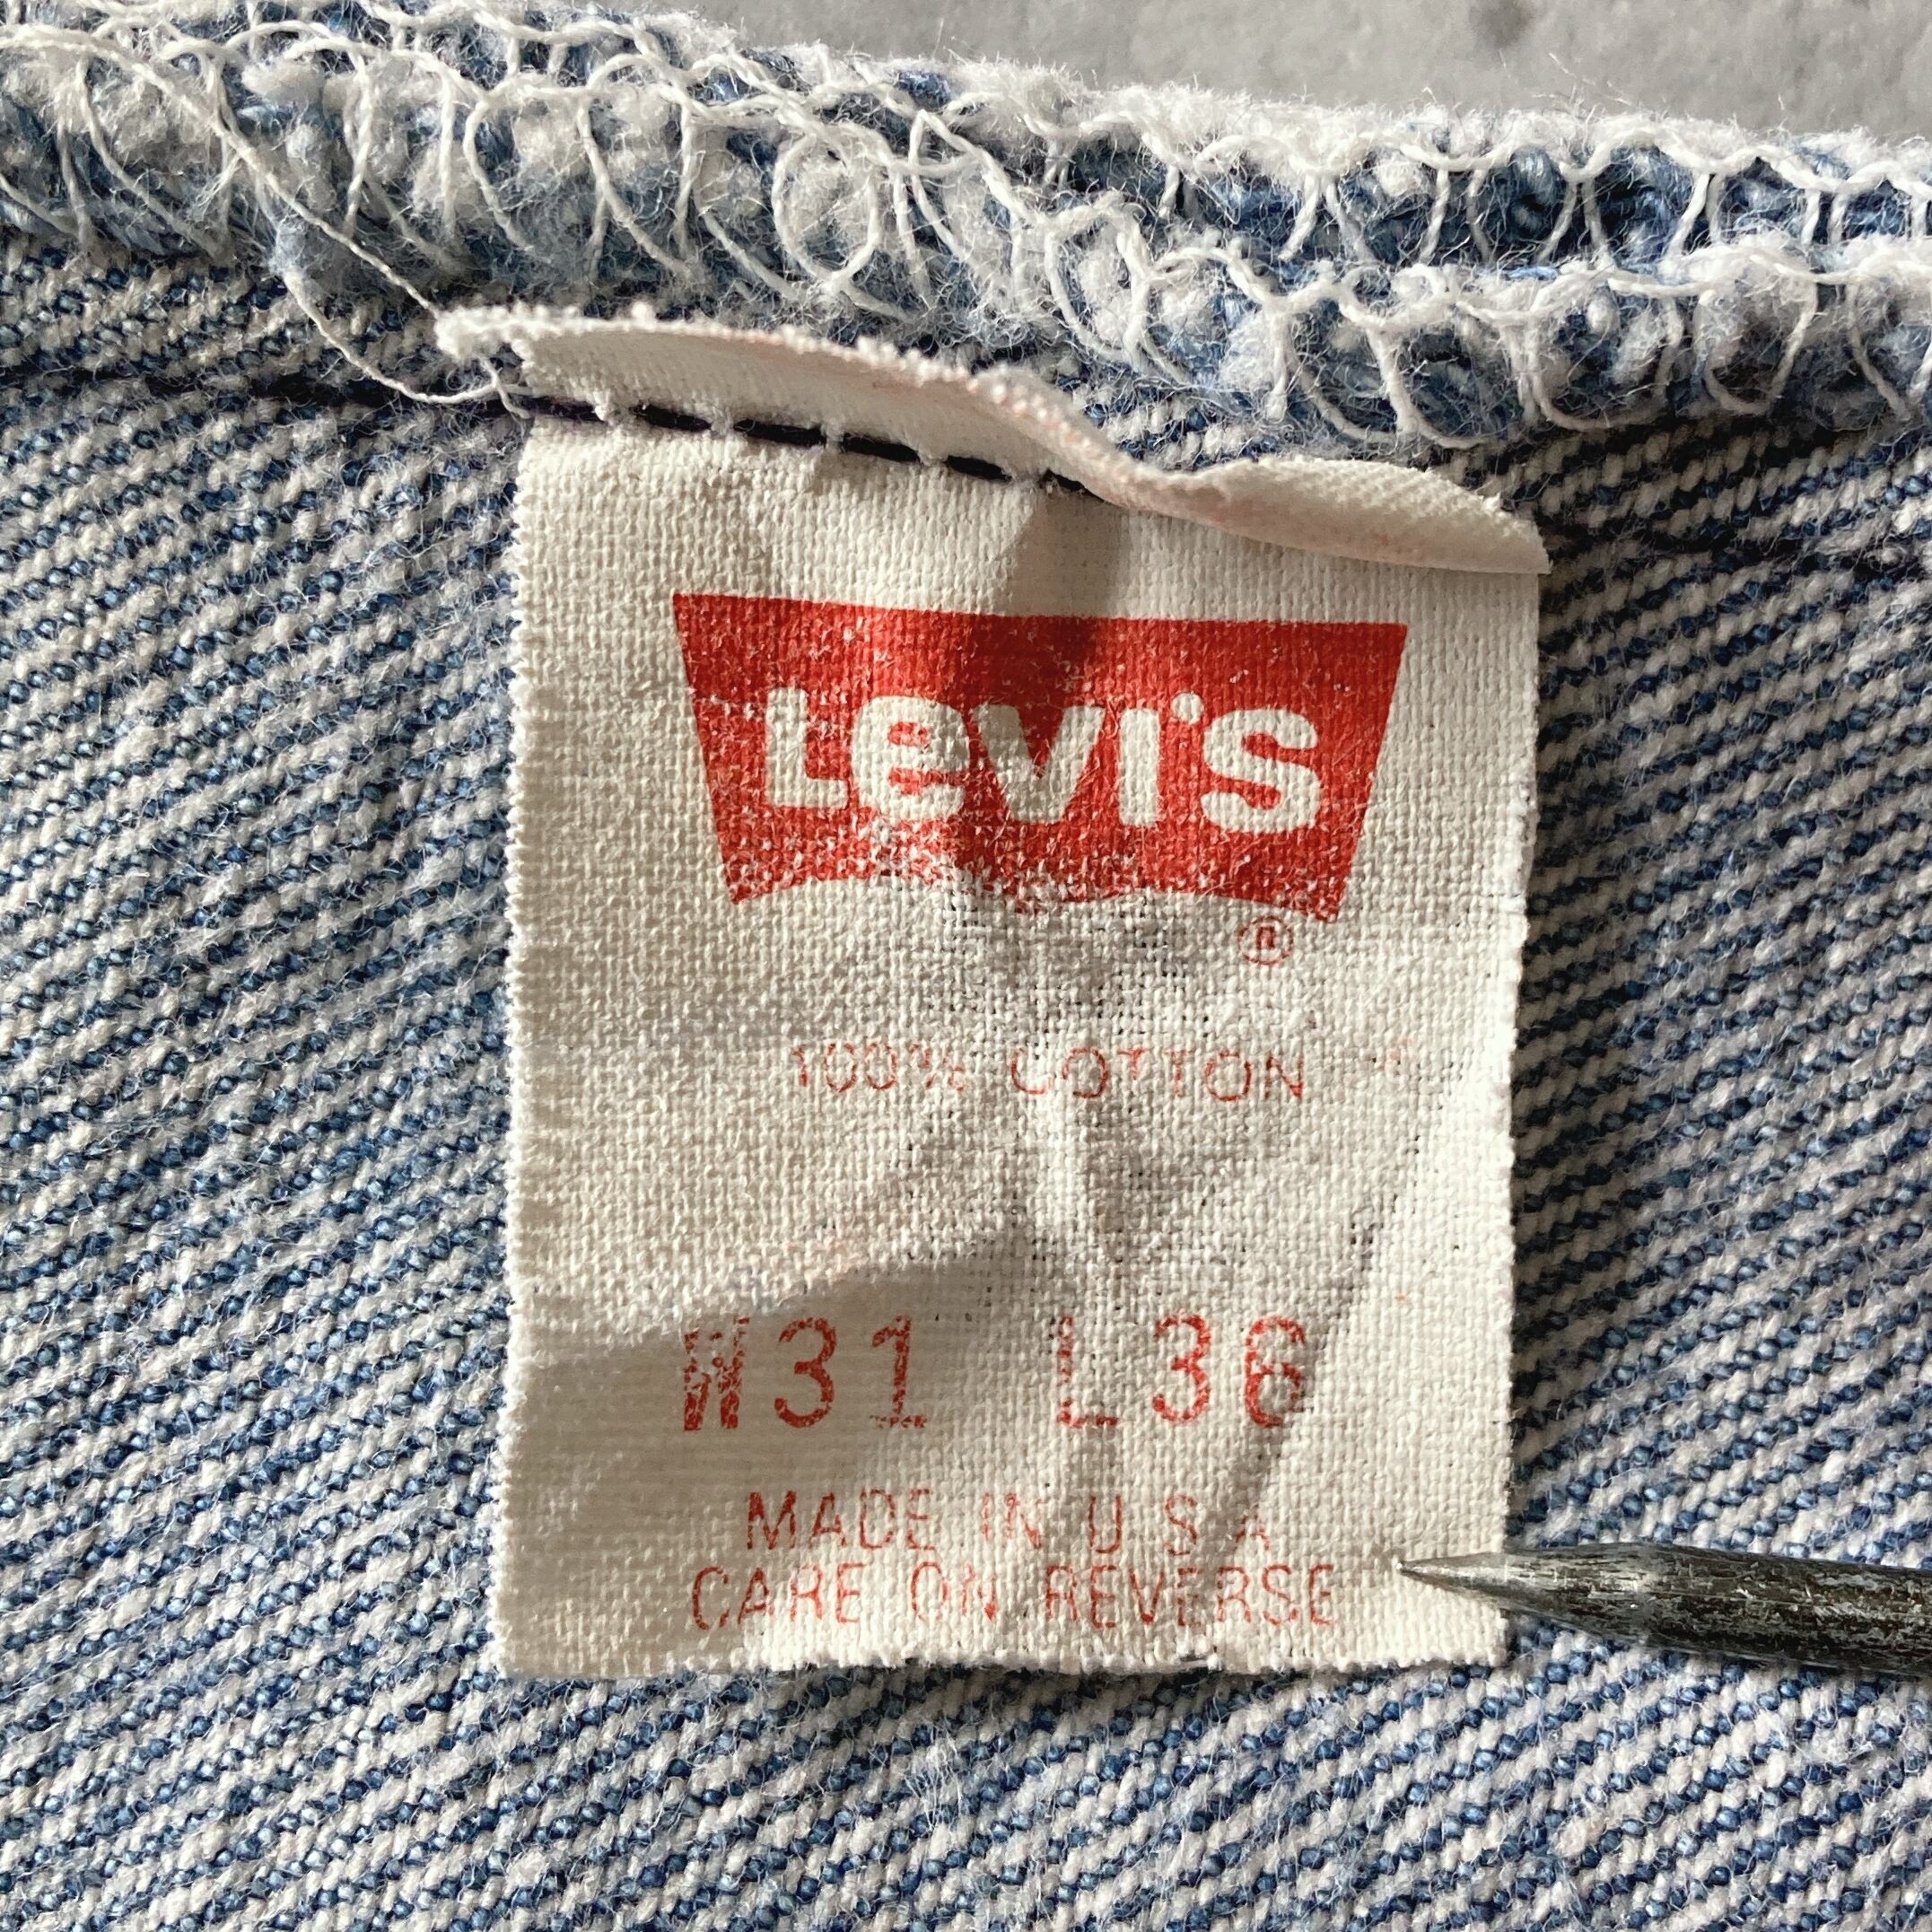 Levi's
®
100% COTTON
W31 L36
MADE IN U S A
CARE ON REVERSE